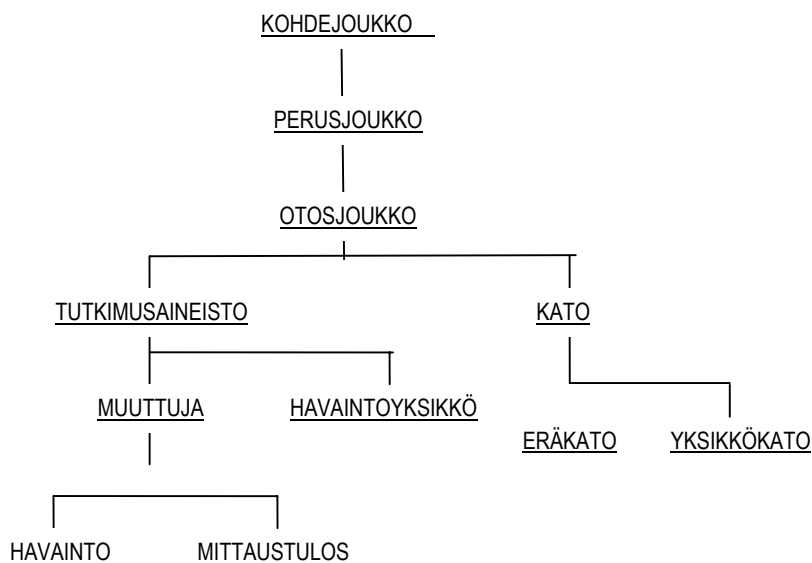 KOHDEJOUKKO
PERUSJOUKKO
OTOSJOUKKO
TUTKIMUSAINEISTO KATO
MUUTTUJA HAVAINTOYKSIKKÖ
ERÄKATO YKSIKKÖKATO
HAVAINTO MITTAUSTULOS